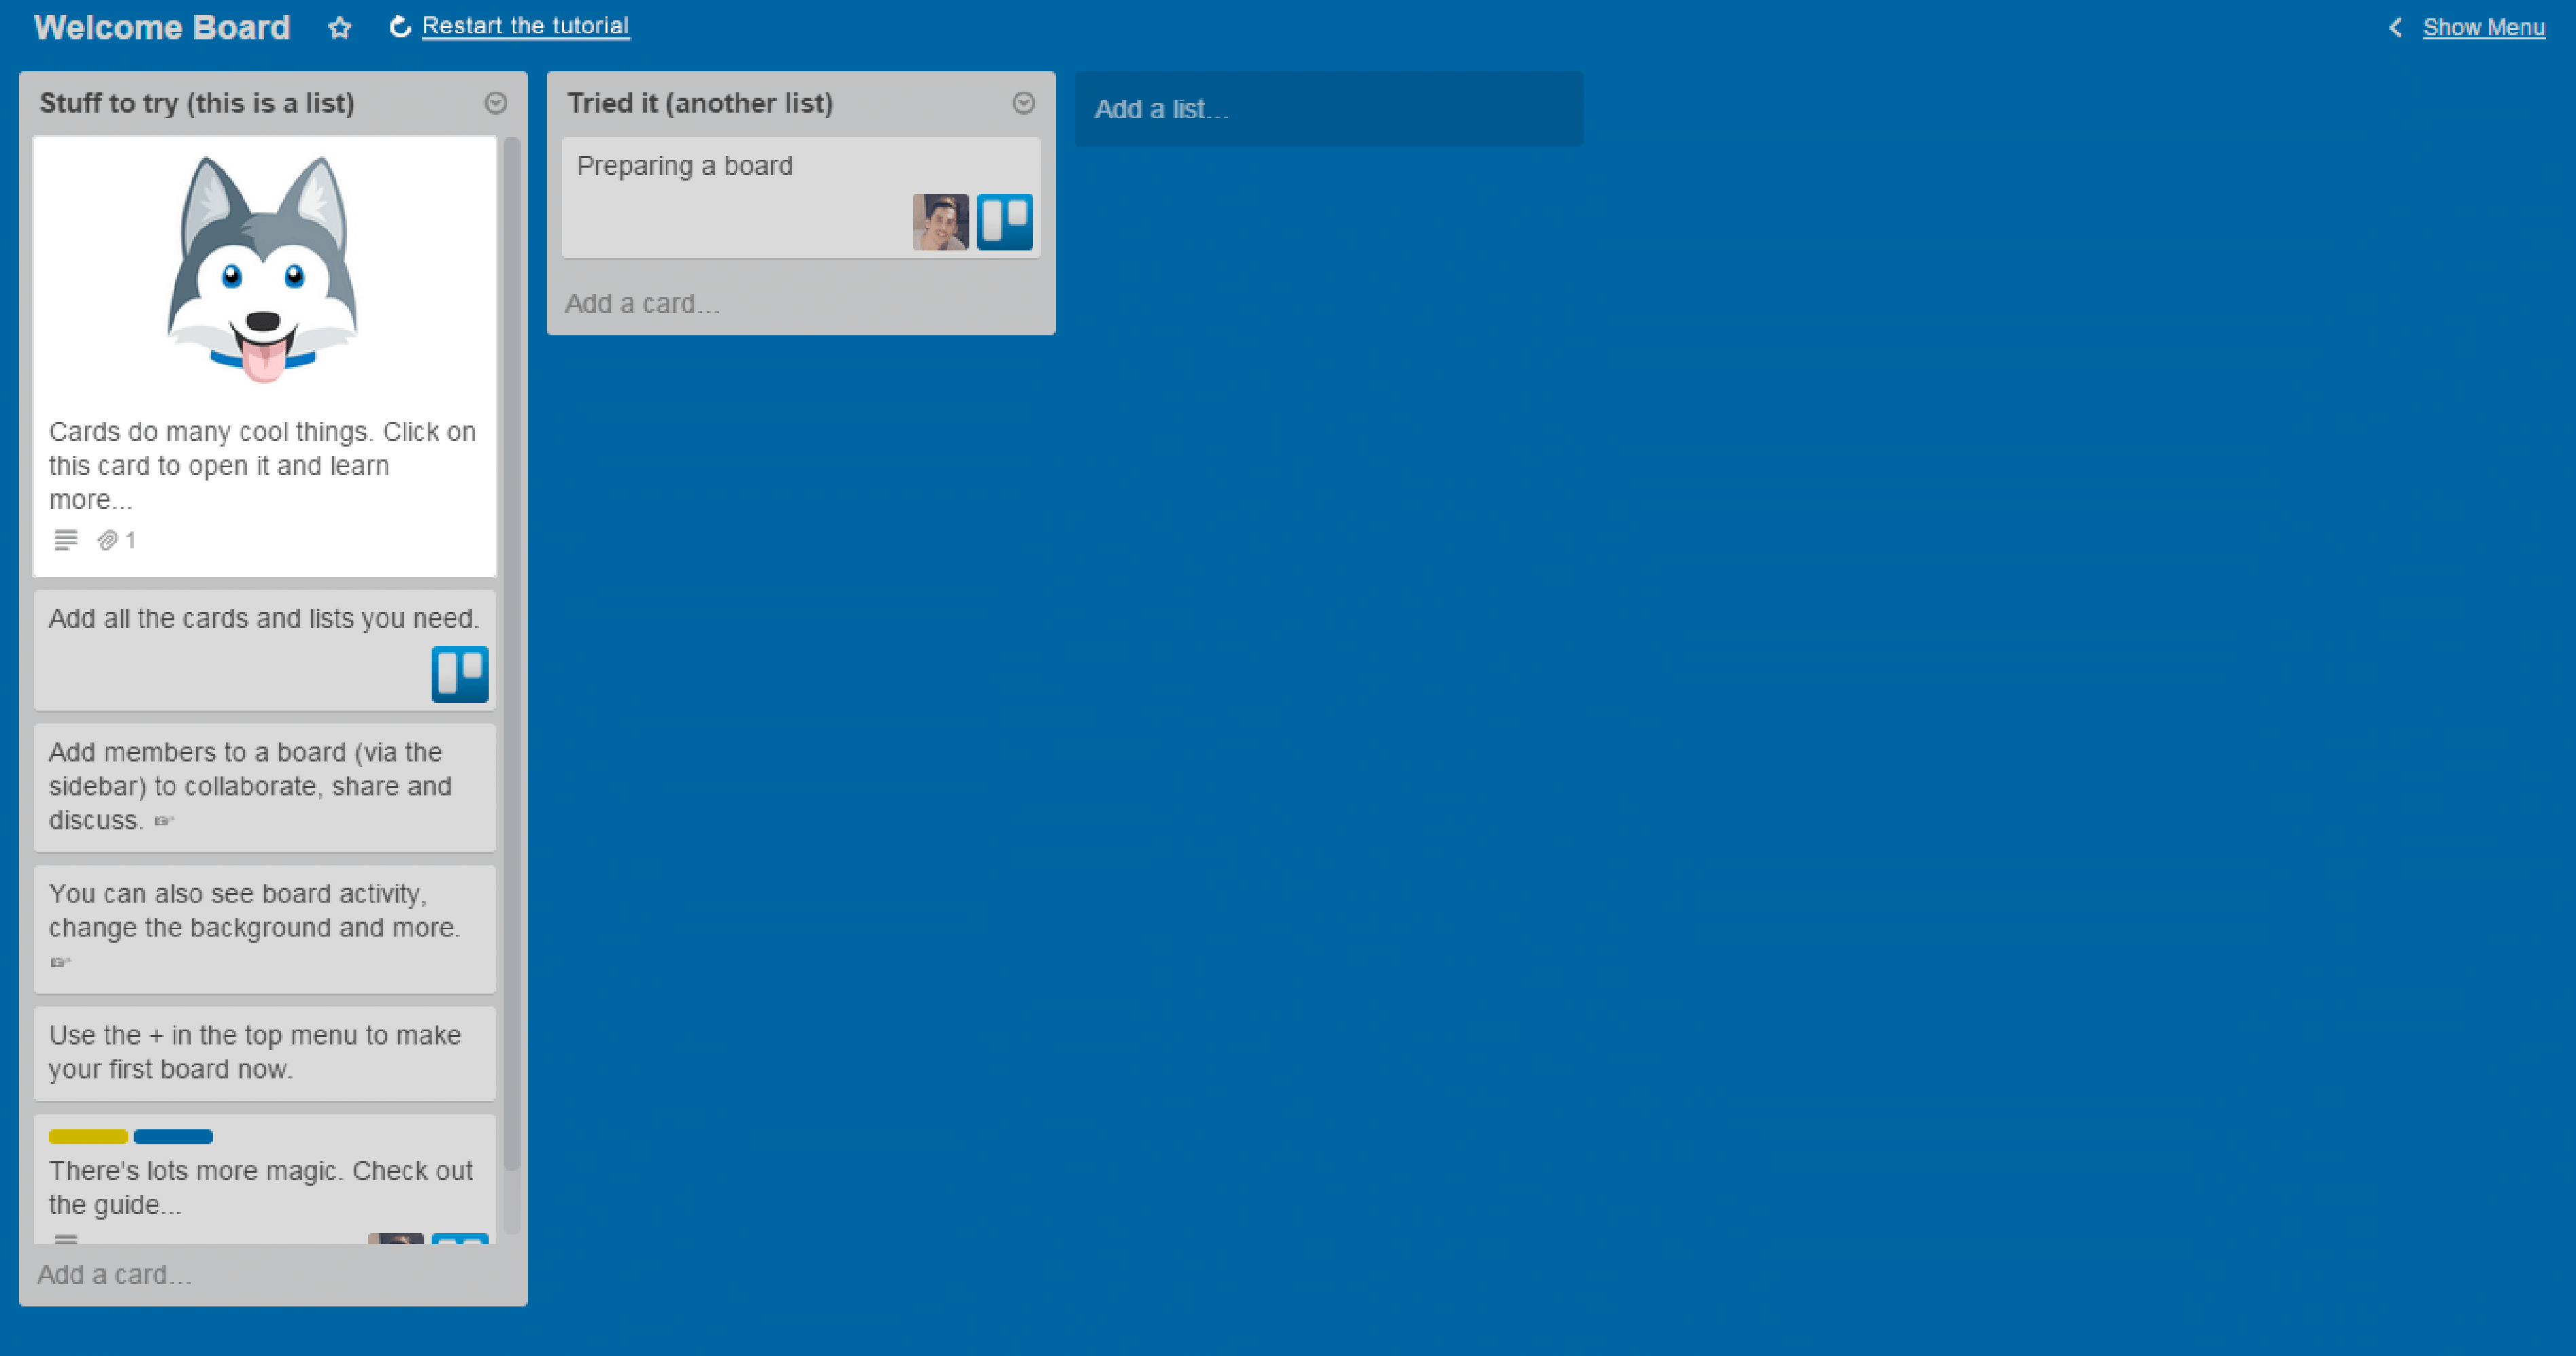 Welcome Board
Restart the tutorial
Show Menu
Stuff to try (this is a list)
Cards do many cool things. Click on
this card to open it and learn
more...
1
Add all the cards and lists you need.
Add members to a board (via the
sidebar) to collaborate, share and
discuss. ☞
You can also see board activity,
change the background and more.
☞
Use the + in the top menu to make
your first board now.
There's lots more magic. Check out
the guide...
Add a card...
Tried it (another list)
Preparing a board
Add a card...
Add a list...